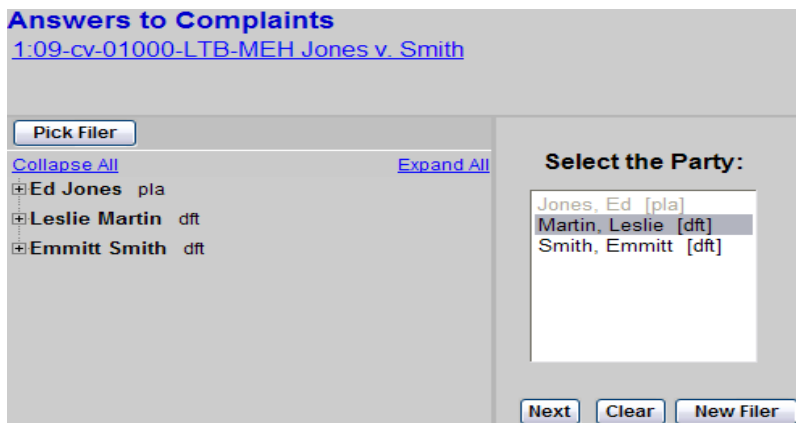 Answers to Complaints
1:09-cv-01000-LTB-MEH Jones v. Smith
Pick Filer
Collapse All Expand All
Ed Jones pla
Leslie Martin dft
Emmitt Smith dft
Select the Party:
Jones, Ed [pla]
Martin, Leslie [dft]
Smith, Emmitt [dft]
Next Clear New Filer